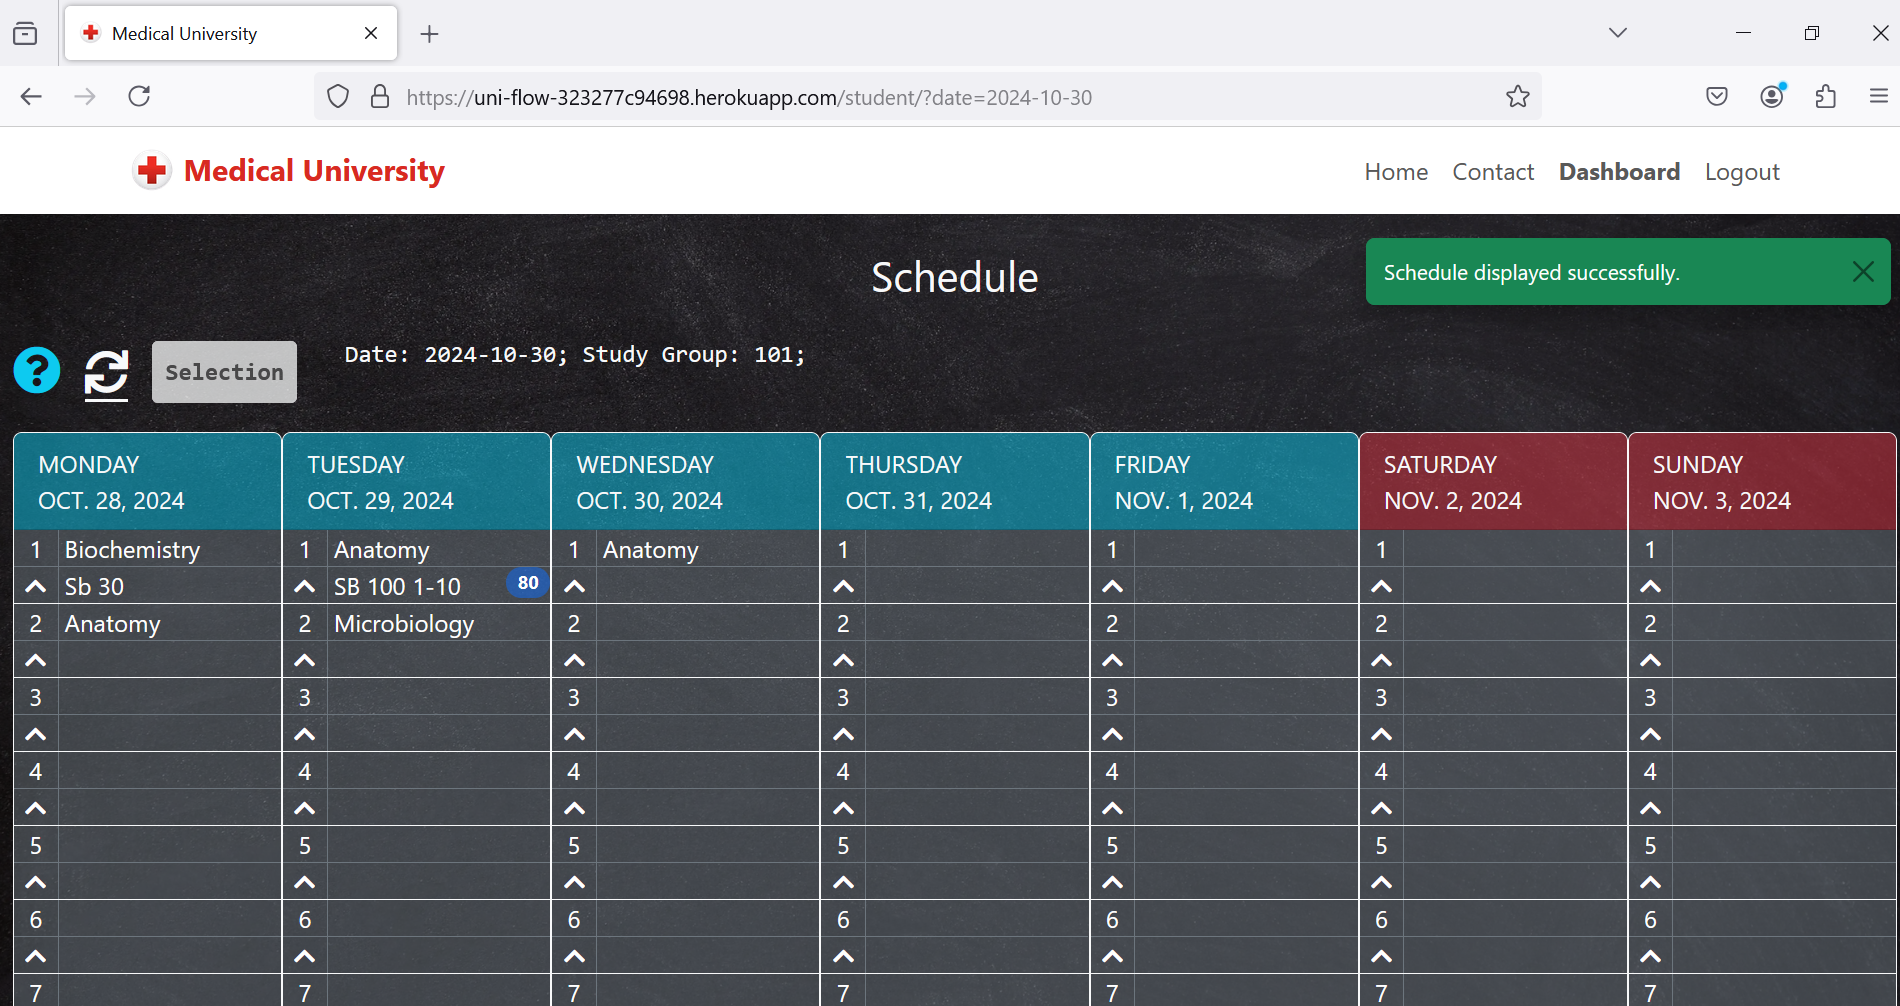 Medical University
https://uni-flow-323277c94698.herokuapp.com/student/?date=2024-10-30
Medical University
Home Contact Dashboard Logout
Schedule
Schedule displayed successfully.
?
Selection
Date: 2024-10-30; Study Group: 101;
MONDAY TUESDAY WEDNESDAY THURSDAY FRIDAY SATURDAY SUNDAY
OCT. 28, 2024 OCT. 29, 2024 OCT. 30, 2024 OCT. 31, 2024 NOV. 1, 2024 NOV. 2, 2024 NOV. 3, 2024
1 Biochemistry 1 Anatomy 1 Anatomy 1 1 1 1
Sb 30 SB 100 1-10 80
2 Anatomy 2 Microbiology 2 2 2 2 2
3 3 3 3 3 3 3
4 4 4 4 4 4 4
5 5 5 5 5 5 5
6 6 6 6 6 6 6
7 7 7 7 7 7 7